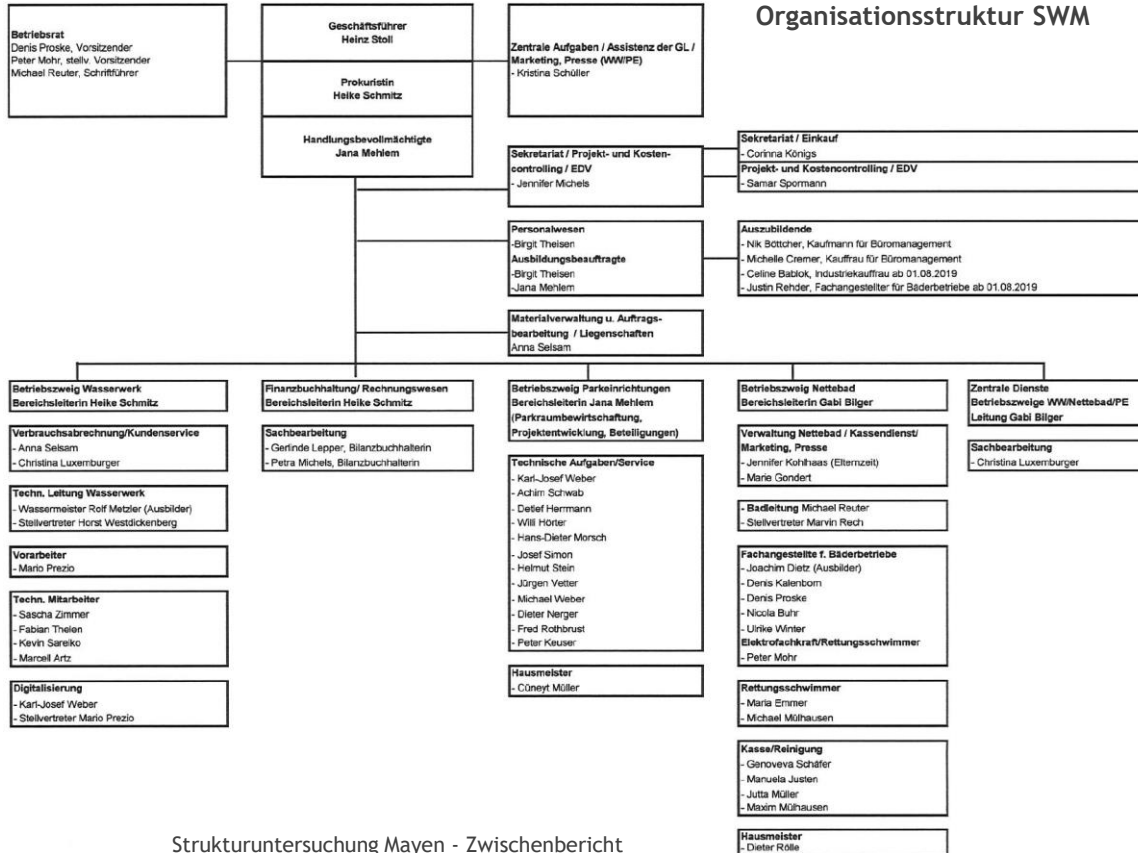 Organisationsstruktur SWM
Betriebsrat
Denis Proske, Vorsitzender
Peter Mohr, stellv. Vorsitzender
Michael Reuter, Schriftführer
Geschäftsführer
Heinz Stoll
Prokuristin
Heike Schmitz
Handlungsbevollmächtigte
Jana Mehlem
Zentrale Aufgaben / Assistenz der GL /
Marketing, Presse (WW/PE)
- Kristina Schüller
Sekretariat / Projekt- und Kosten-
controlling / EDV
- Jennifer Michels
Sekretariat / Einkauf
- Corinna Königs
Projekt- und Kostencontrolling / EDV
- Samar Spormann
Personalwesen
-Birgit Theisen
Ausbildungsbeauftragte
-Birgit Theisen
-Jana Mehlem
Auszubildende
- Nik Böttcher, Kaufmann für Büromanagement
- Michelle Cremer, Kauffrau für Büromanagement
- Celine Bablok, Industriekauffrau ab 01.08.2019
- Justin Rehder, Fachangestellter für Bäderbetriebe ab 01.08.2019
Materialverwaltung u. Auftrags-
bearbeitung / Liegenschaften
Anna Selsam
Betriebszweig Wasserwerk
Bereichsleiterin Heike Schmitz
Verbrauchsabrechnung/Kundenservice
- Anna Selsam
- Christina Luxemburger
Techn. Leitung Wasserwerk
- Wassermeister Rolf Metzler (Ausbilder)
- Stellvertreter Horst Westdickenberg
Vorarbeiter
- Mario Prezio
Techn. Mitarbeiter
- Sascha Zimmer
- Fabian Thelen
- Kevin Sareiko
- Marcell Artz
Digitalisierung
- Karl-Josef Weber
- Stellvertreter Mario Prezio
Finanzbuchhaltung/ Rechnungswesen
Bereichsleiterin Heike Schmitz
Sachbearbeitung
- Gerlinde Lepper, Bilanzbuchhalterin
- Petra Michels, Bilanzbuchhalterin
Betriebszweig Parkeinrichtungen
Bereichsleiterin Jana Mehlem
(Parkraumbewirtschaftung,
Projektentwicklung, Beteiligungen)
Technische Aufgaben/Service
- Karl-Josef Weber
- Achim Schwab
- Detlef Herrmann
- Willi Hörter
- Hans-Dieter Morsch
- Josef Simon
- Helmut Stein
- Jürgen Vetter
- Michael Weber
- Dieter Nerger
- Fred Rothbrust
- Peter Keuser
Hausmeister
- Cüneyt Müller
Betriebszweig Nettebad
Bereichsleiterin Gabi Bilger
Verwaltung Nettebad / Kassendienst/
Marketing, Presse
- Jennifer Kohlhaas (Elternzeit)
- Marie Gondert
- Badleitung Michael Reuter
- Stellvertreter Marvin Rech
Fachangestellte f. Bäderbetriebe
- Joachim Dietz (Ausbilder)
- Denis Kalenborn
- Denis Proske
- Nicola Buhr
- Ulrike Winter
Elektrofachkraft/Rettungsschwimmer
- Peter Mohr
Rettungsschwimmer
- Maria Emmer
- Michael Mülhausen
Kasse/Reinigung
- Genoveva Schäfer
- Manuela Justen
- Jutta Müller
- Maxim Mülhausen
Hausmeister
- Dieter Rölle
Zentrale Dienste
Betriebszweige WW/Nettebad/PE
Leitung Gabi Bilger
Sachbearbeitung
- Christina Luxemburger
Strukturuntersuchung Mayen - Zwischenbericht